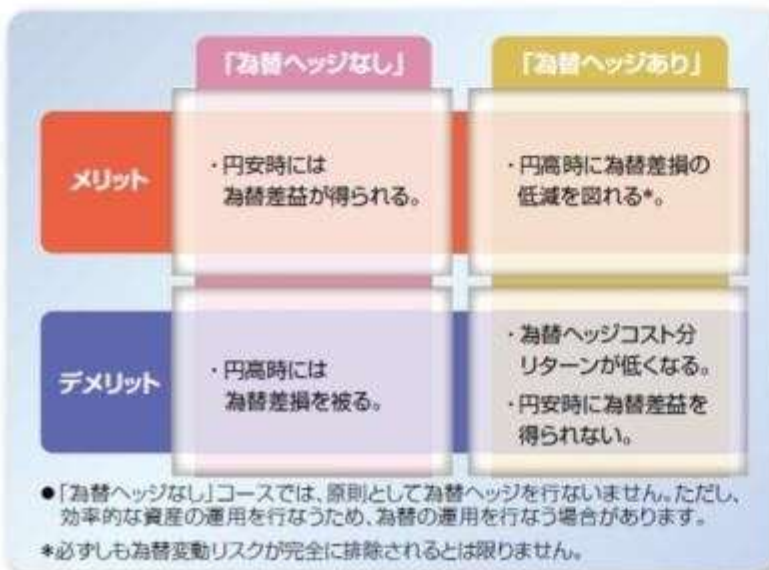 「為替ヘッジなし」
「為替ヘッジあり」
メリット
・円安時には
為替差益が得られる。
・円高時に為替差損の
低減を図れる*。
デメリット
・円高時には
為替差損を被る。
・為替ヘッジコスト分
リターンが低くなる。
・円安時に為替差益を
得られない。
●「為替ヘッジなし」コースでは、原則として為替ヘッジを行ないません。ただし、
効率的な資産の運用を行なうため、為替の運用を行なう場合があります。
*必ずしも為替変動リスクが完全に排除されるとは限りません。